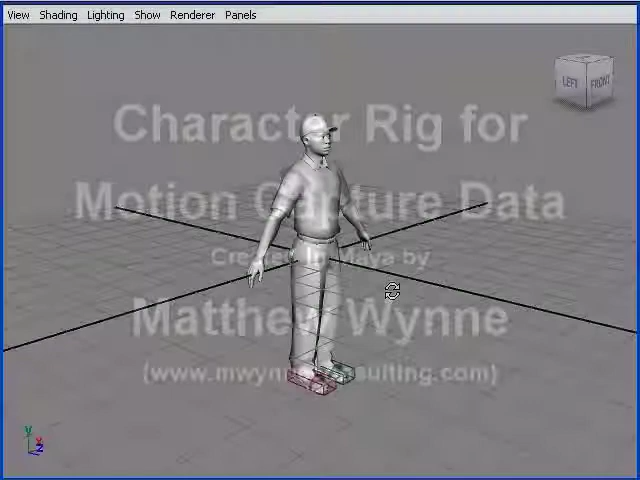 View Shading Lighting Show Renderer Panels
LEFT FRONT
Character Rig for
Motion Capture Data
Created In Maya by
Matthew Wynne
(www.mwynneconsulting.com)
y x z